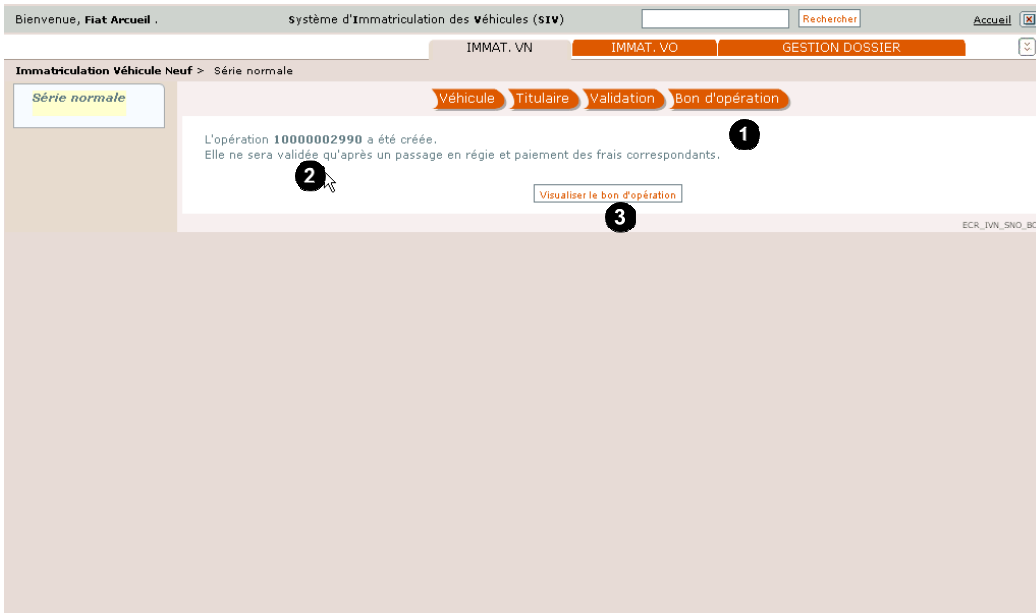 Bienvenue, Fiat Arcueil . Système d'Immatriculation des Véhicules (SIV) Rechercher Accueil
IMMAT. VN IMMAT. VO GESTION DOSSIER
Immatriculation Véhicule Neuf > Série normale
Série normale
Véhicule Titulaire Validation Bon d'opération
1
L'opération 10000002990 a été créée.
Elle ne sera validée qu'après un passage en régie et paiement des frais correspondants.
2
Visualiser le bon d'opération
3
ECR_IVN_SNO_BO